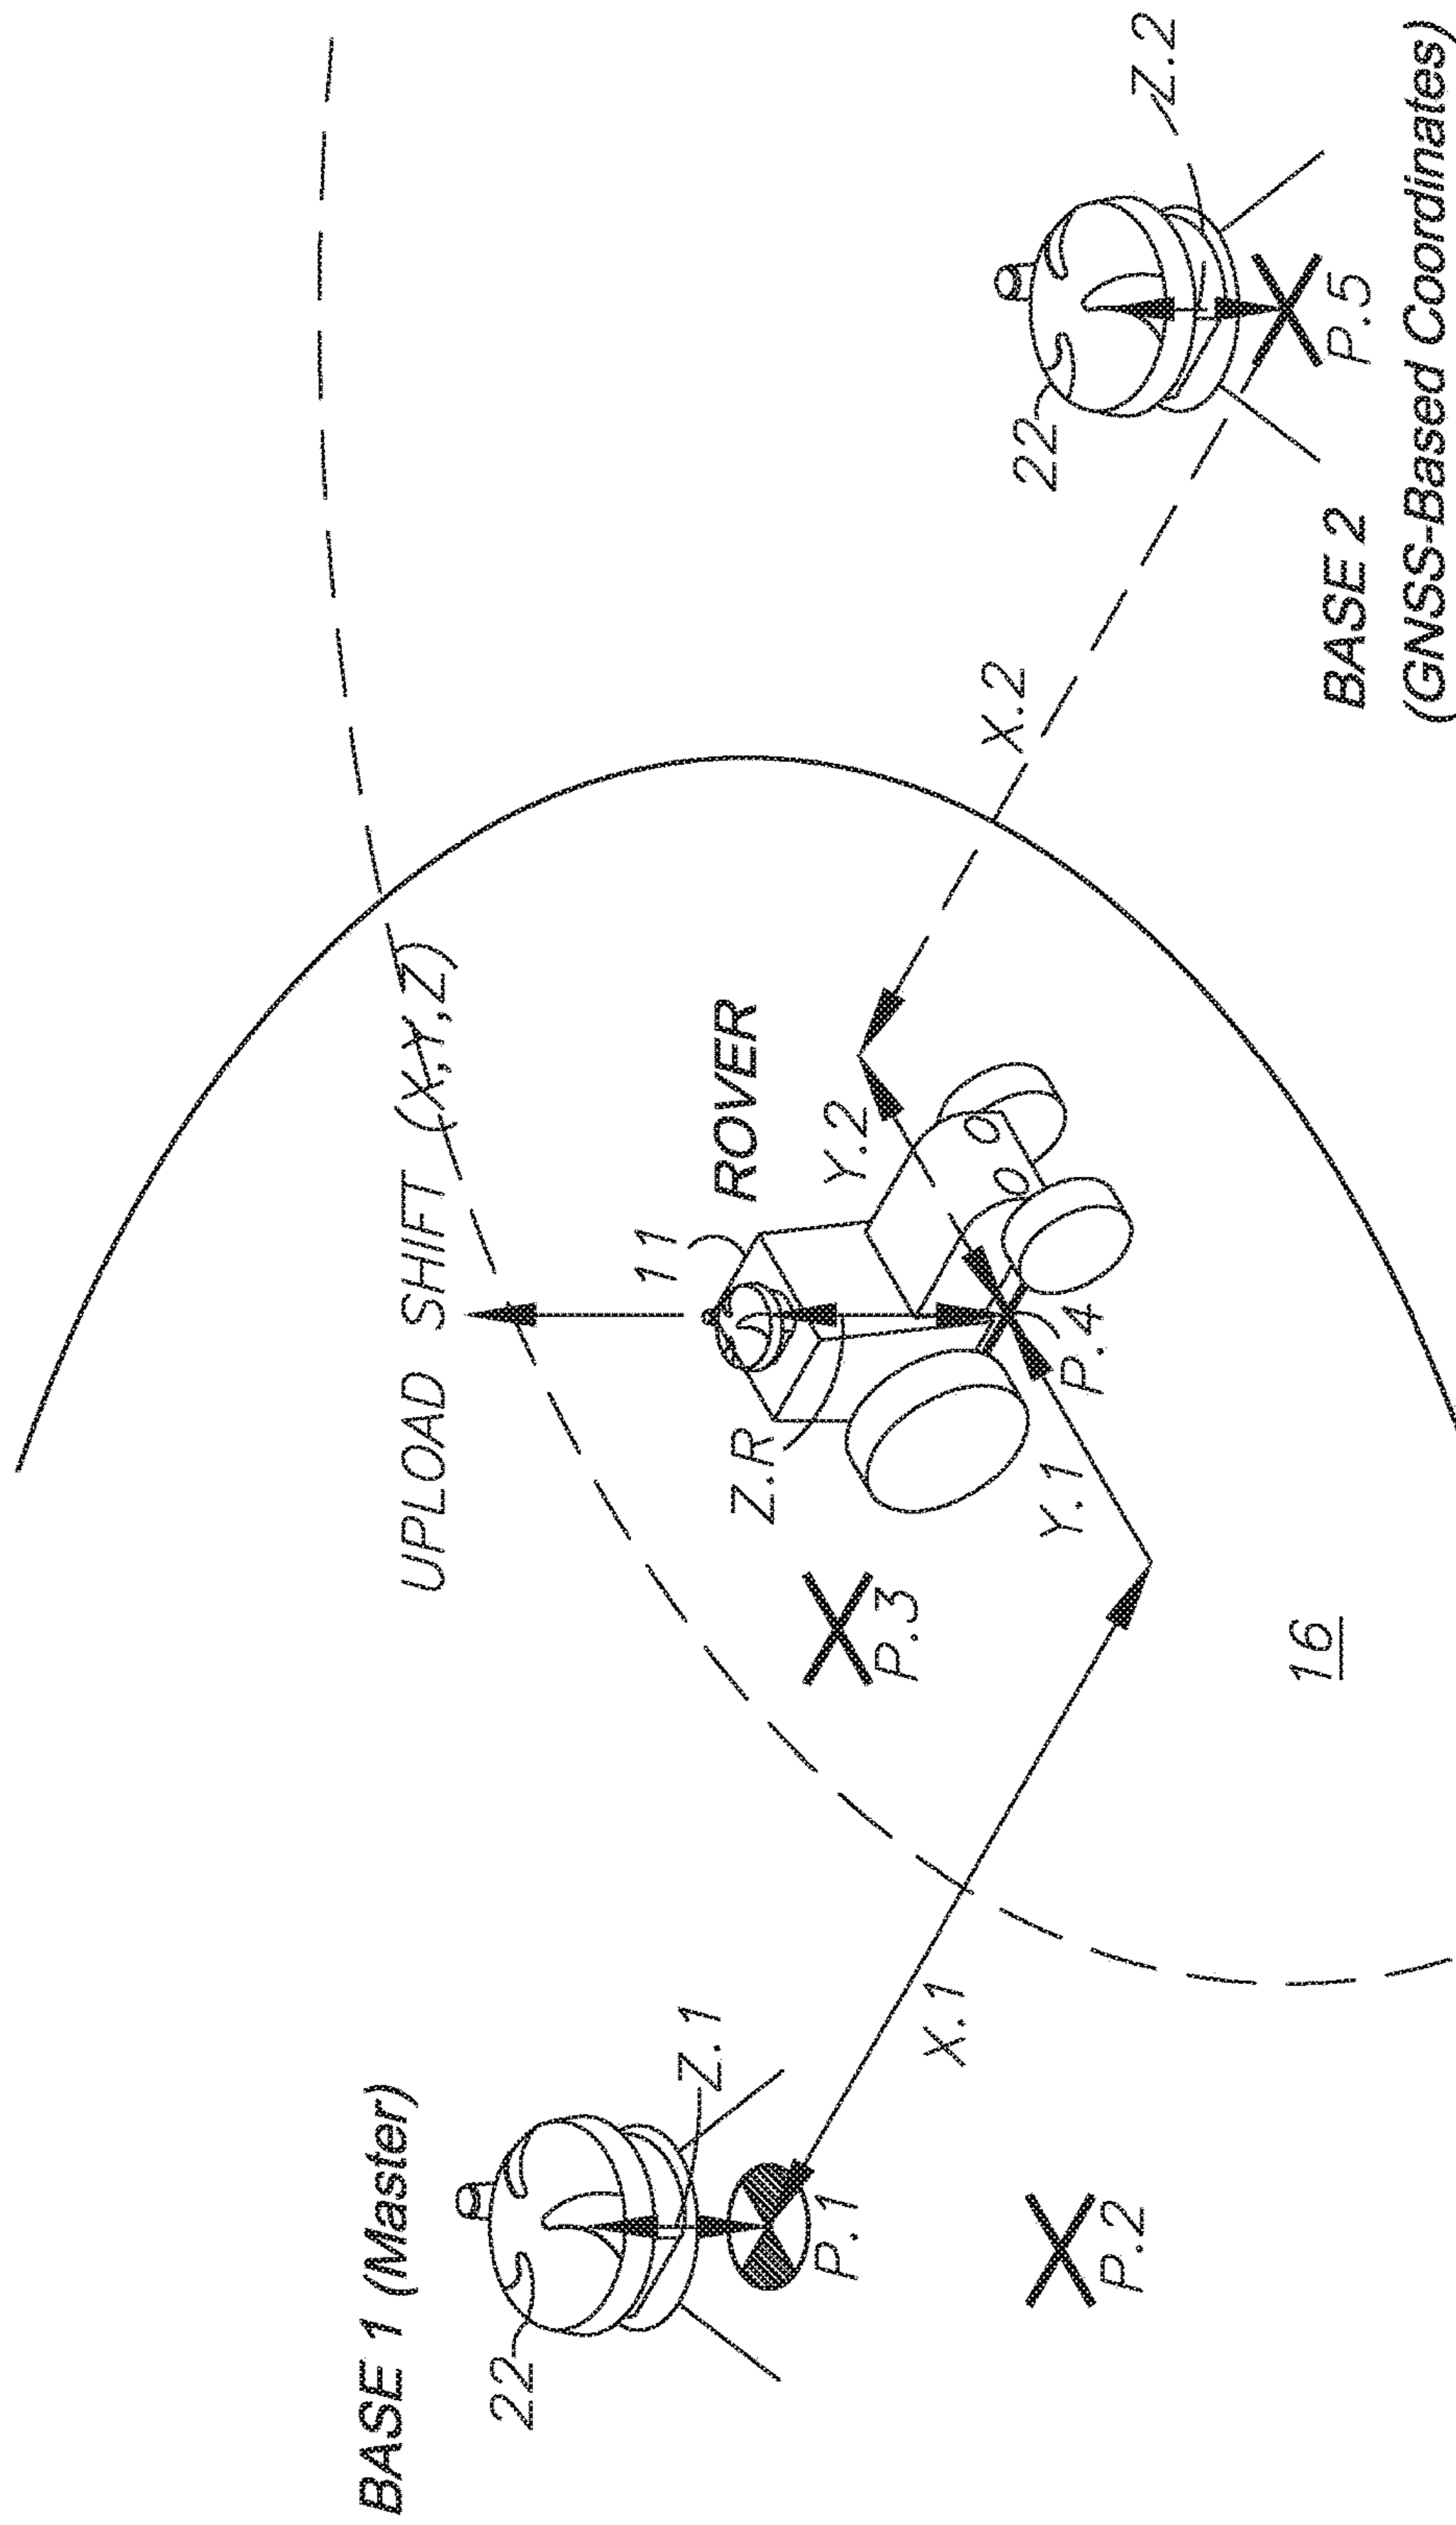 BASE 1 (Master)
22
Z.1
P.1
P.2
X.1
UPLOAD SHIFT (X,Y,Z)
11
ROVER
Z.R
P.3
Y.2
Y.1
P.4
16
X.2
22
Z.2
P.5
BASE 2
(GNSS-Based Coordinates)